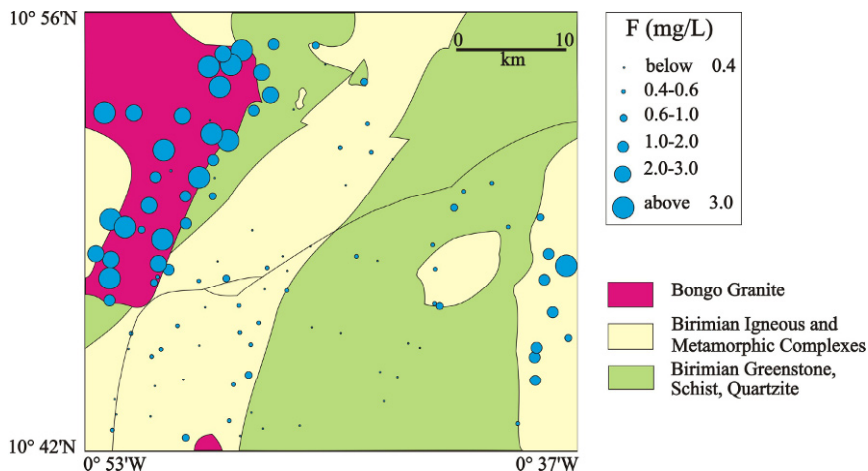 10° 56'N
0 10
km
10° 42'N
0° 53'W
0° 37'W
F (mg/L)
below 0.4
0.4-0.6
0.6-1.0
1.0-2.0
2.0-3.0
above 3.0
Bongo Granite
Birimian Igneous and
Metamorphic Complexes
Birimian Greenstone,
Schist, Quartzite